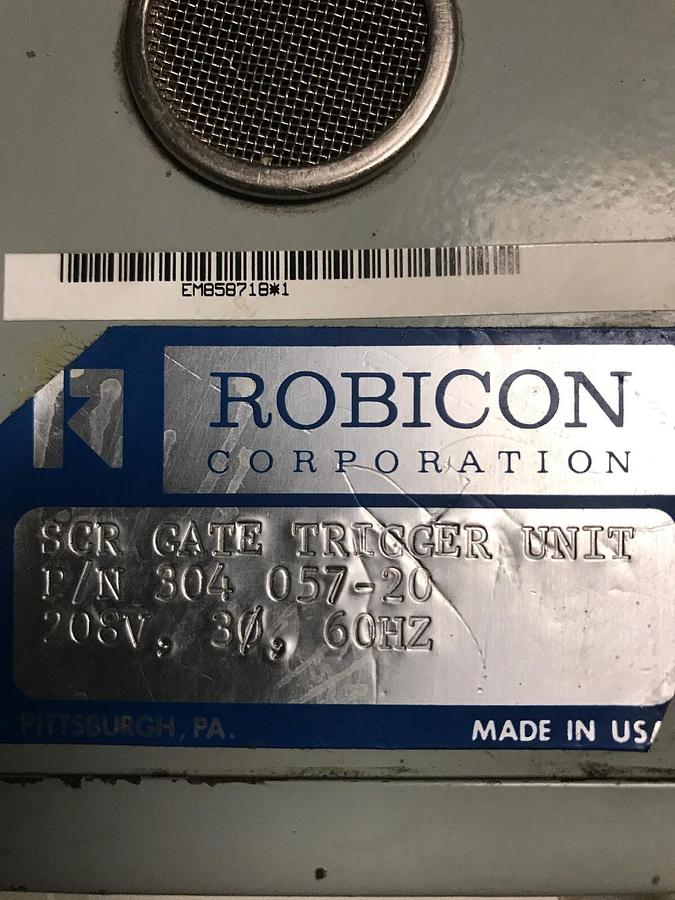 EM858718*1
ROBICON
CORPORATION
SCR GATE TRIGGER UNIT
P/N 304 057-20
208V, 3Ø, 60HZ
PITTSBURGH, PA.
MADE IN USA